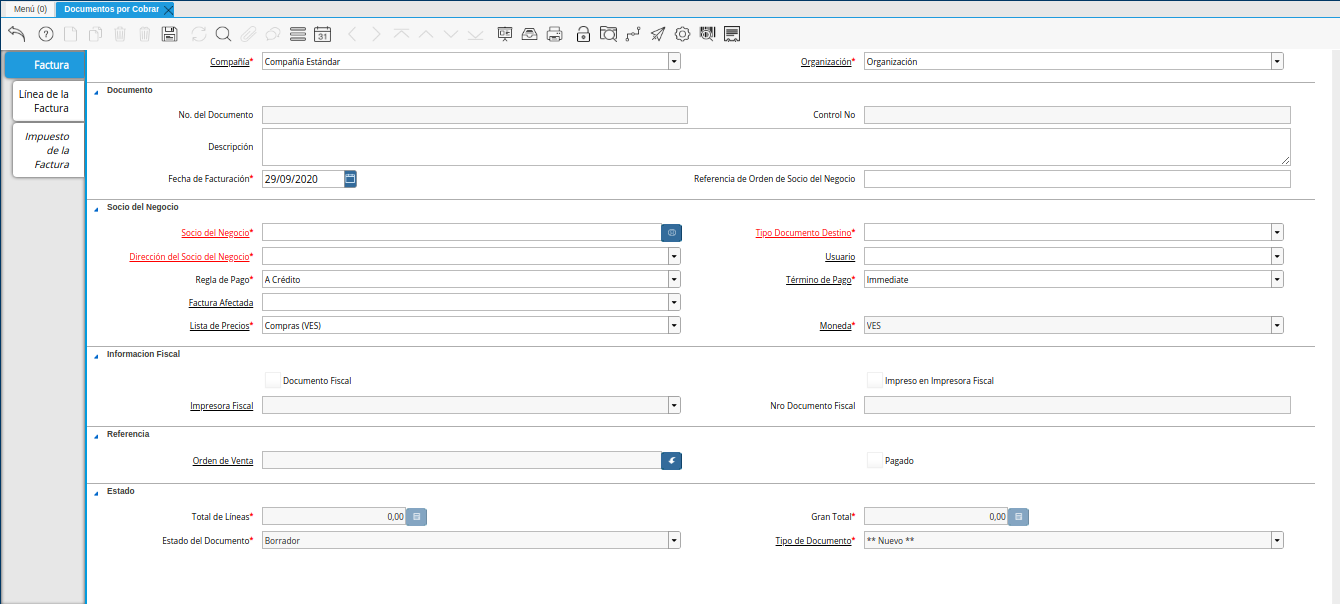 Menú (0) Documentos por Cobrar
31
Factura
Línea de la
Factura
Impuesto
de la
Factura
Compañía* Compañía Estándar Organización* Organización
Documento
No. del Documento Control No
Descripción
Fecha de Facturación* 29/09/2020 Referencia de Orden de Socio del Negocio
Socio del Negocio
Socio del Negocio* Tipo Documento Destino*
Dirección del Socio del Negocio* Usuario
Regla de Pago* A Crédito Término de Pago* Immediate
Factura Afectada
Lista de Precios* Compras (VES) Moneda* VES
Informacion Fiscal
Documento Fiscal Impreso en Impresora Fiscal
Impresora Fiscal Nro Documento Fiscal
Referencia
Orden de Venta Pagado
Estado
Total de Líneas* 0,00 Gran Total* 0,00
Estado del Documento* Borrador Tipo de Documento* ** Nuevo **